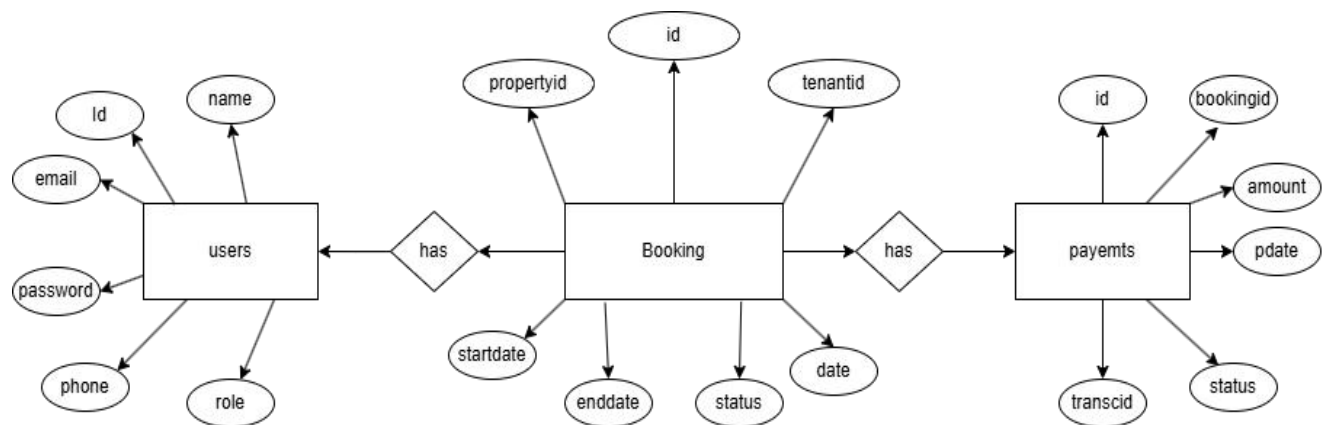 id
propertyid
tenantid
id
bookingid
name
Id
email
amount
users
has
Booking
has
payemts
pdate
password
startdate
date
phone
role
enddate
status
transcid
status